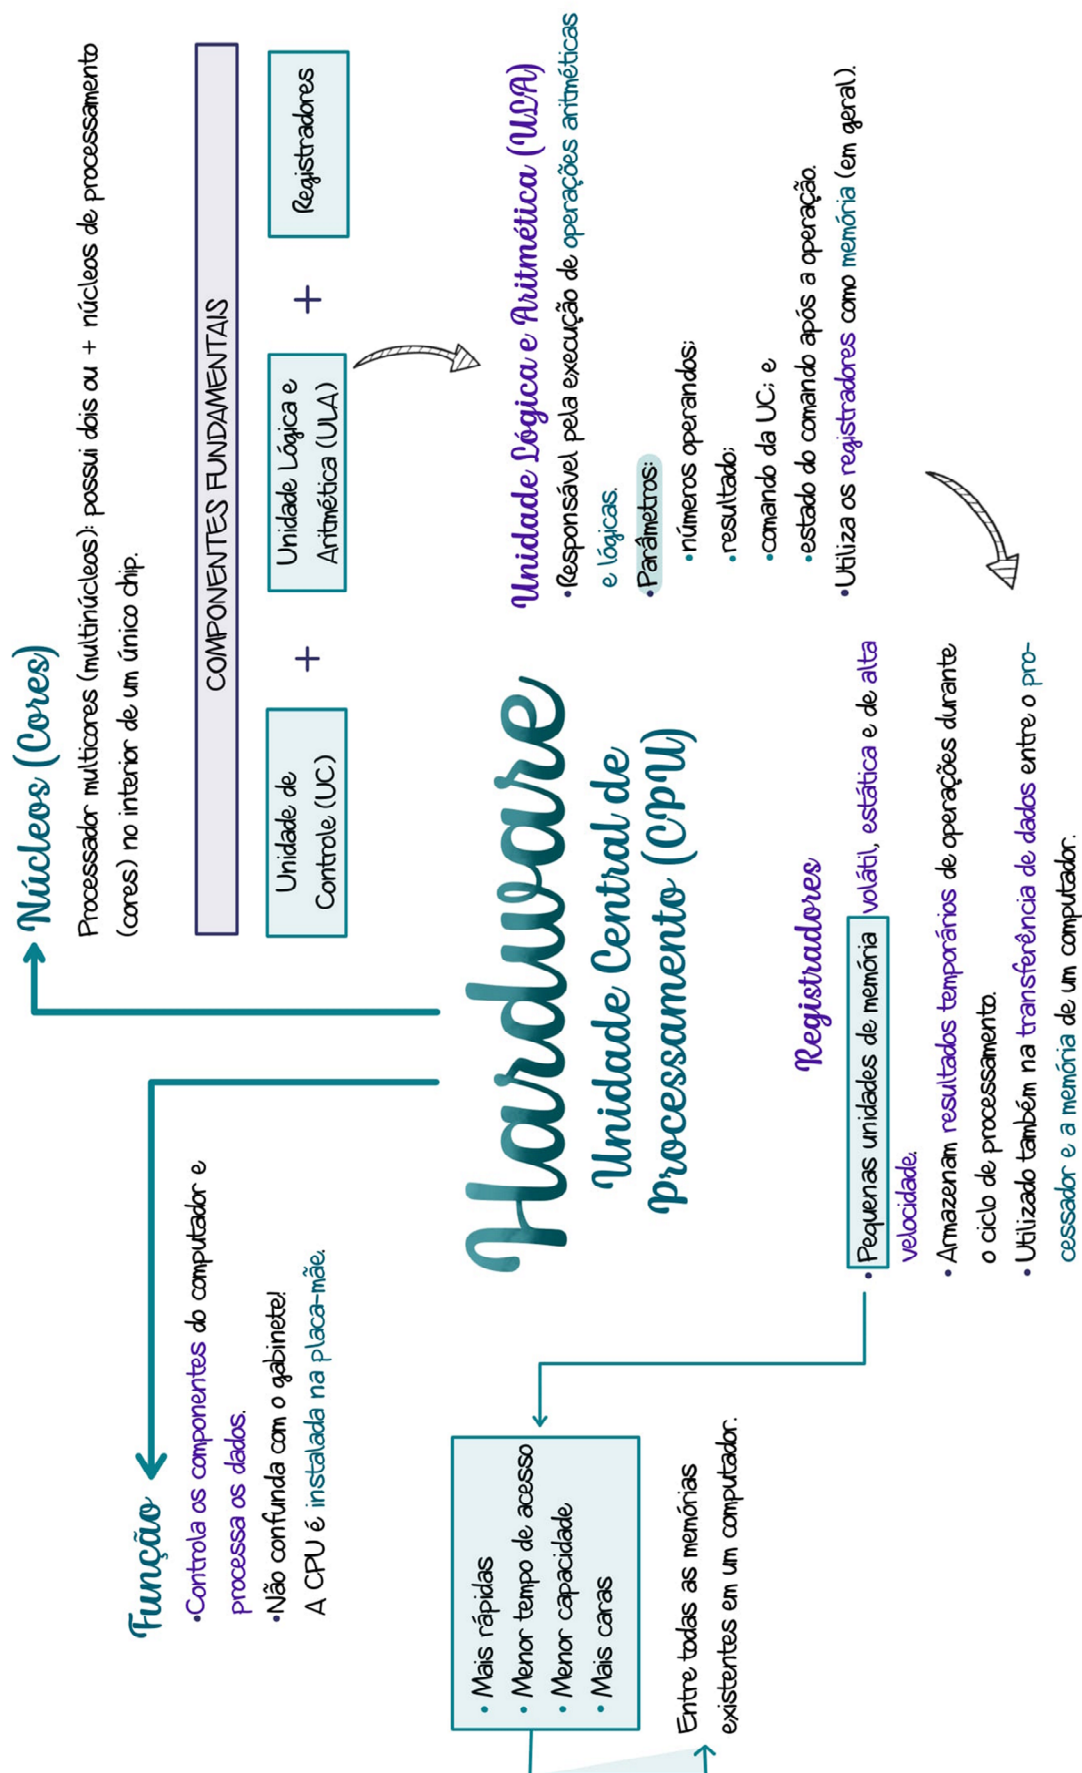 Função
•Controla os componentes do computador e
processa os dados.
•Não confunda com o gabinete!
A CPU é instalada na placa-mãe.
Núcleos (Cores)
Processador multicores (multinúcleos): possui dois ou + núcleos de processamento
(cores) no interior de um único chip.
COMPONENTES FUNDAMENTAIS
Unidade de
Controle (UC)
+
Unidade Lógica e
Aritmética (ULA)
+
Registradores
Hardware
Unidade Central de
Processamento (CPU)
Unidade Lógica e Aritmética (ULA)
•Responsável pela execução de operações aritméticas
e lógicas.
•Parâmetros:
•números operandos;
•resultado;
•comando da UC; e
•estado do comando após a operação.
•Utiliza os registradores como memória (em geral).
Registradores
• Pequenas unidades de memória volátil, estática e de alta
velocidade.
• Armazenam resultados temporários de operações durante
o ciclo de processamento.
• Utilizado também na transferência de dados entre o pro-
cessador e a memória de um computador.
• Mais rápidas
• Menor tempo de acesso
• Menor capacidade
• Mais caras
Entre todas as memórias
existentes em um computador.